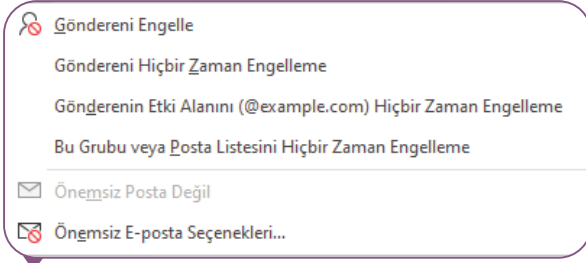 Göndereni Engelle
Göndereni Hiçbir Zaman Engelleme
Gönderenin Etki Alanını (@example.com) Hiçbir Zaman Engelleme
Bu Grubu veya Posta Listesini Hiçbir Zaman Engelleme
Önemsiz Posta Değil
Önemsiz E-posta Seçenekleri...